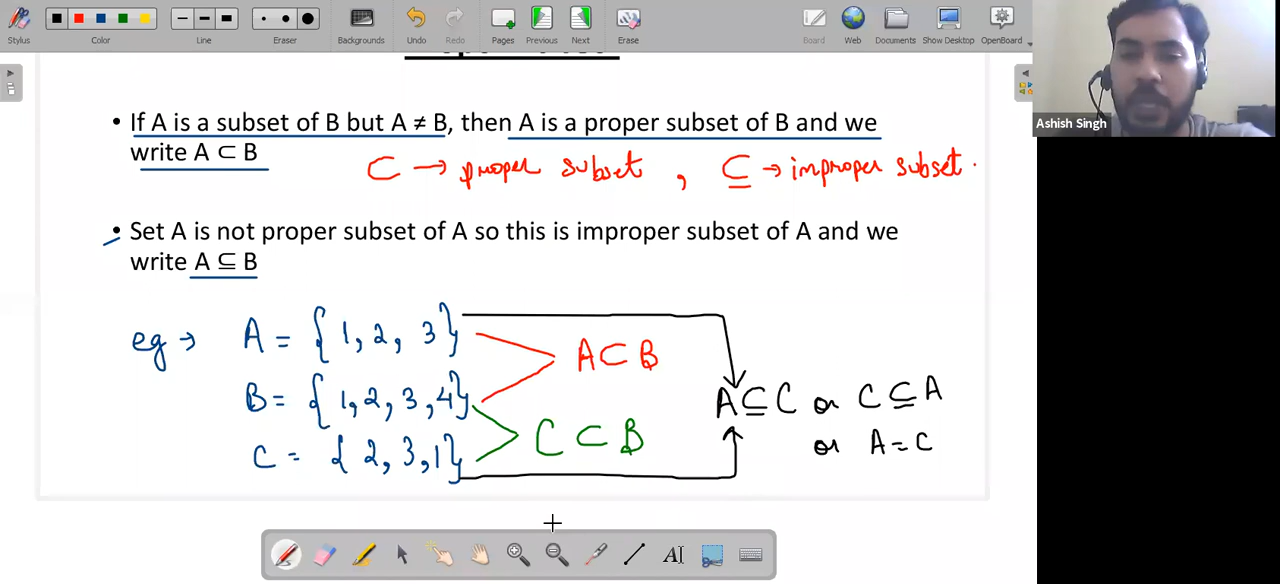 Stylus Color Line Eraser Backgrounds Undo Redo Pages Previous Next Erase Board Web Documents Show Desktop OpenBoard
Ashish Singh
• If A is a subset of B but A ≠ B, then A is a proper subset of B and we
write A ⊂ B
⊂ → proper subset , ⊆ → improper subset.
• Set A is not proper subset of A so this is improper subset of A and we
write A ⊆ B
eg → A = { 1, 2, 3}
B = { 1, 2, 3, 4}
C = { 2, 3, 1}
A ⊂ B
C ⊂ B
A ⊆ C or C ⊆ A
or A = C